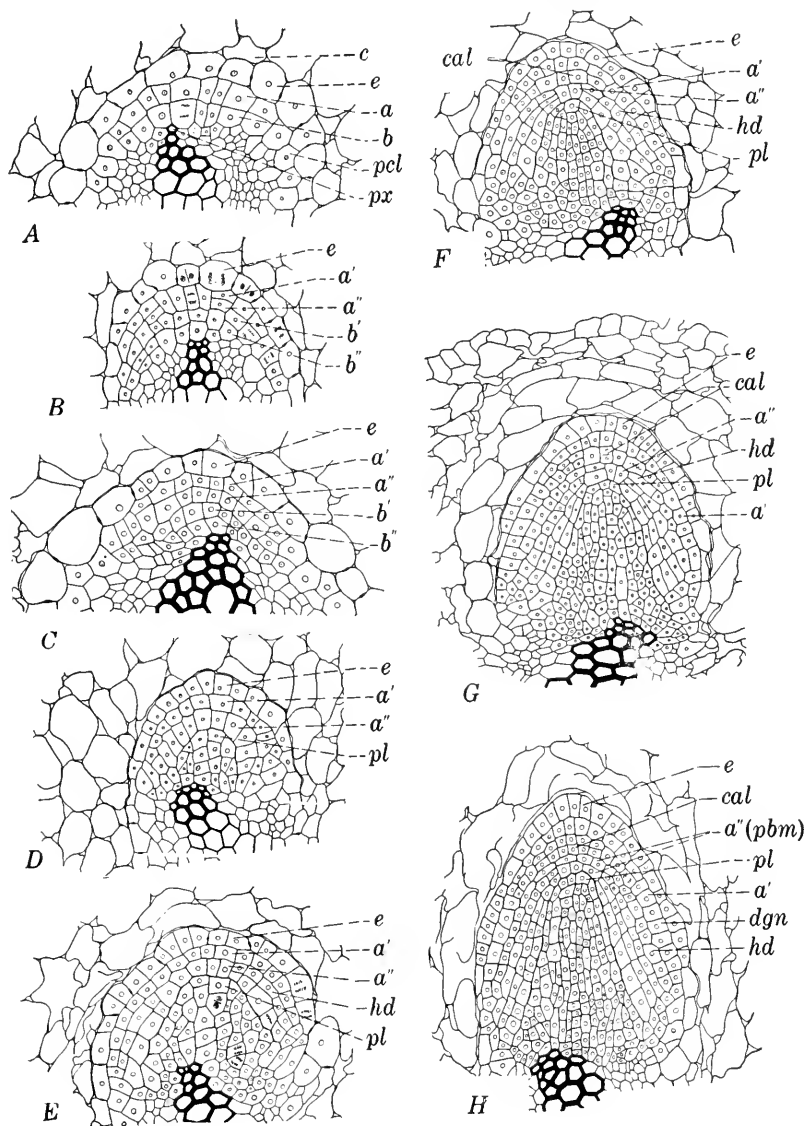 c
e
a
b
pcl
px
A
e
a'
a"
b'
b"
B
e
a'
a"
b'
b"
C
e
a'
a"
pl
D
e
a'
a"
hd
pl
E
cal
e
a'
a"
hd
pl
F
e
cal
a"
hd
pl
a'
G
e
cal
a"(pbm)
pl
a'
dgn
hd
H